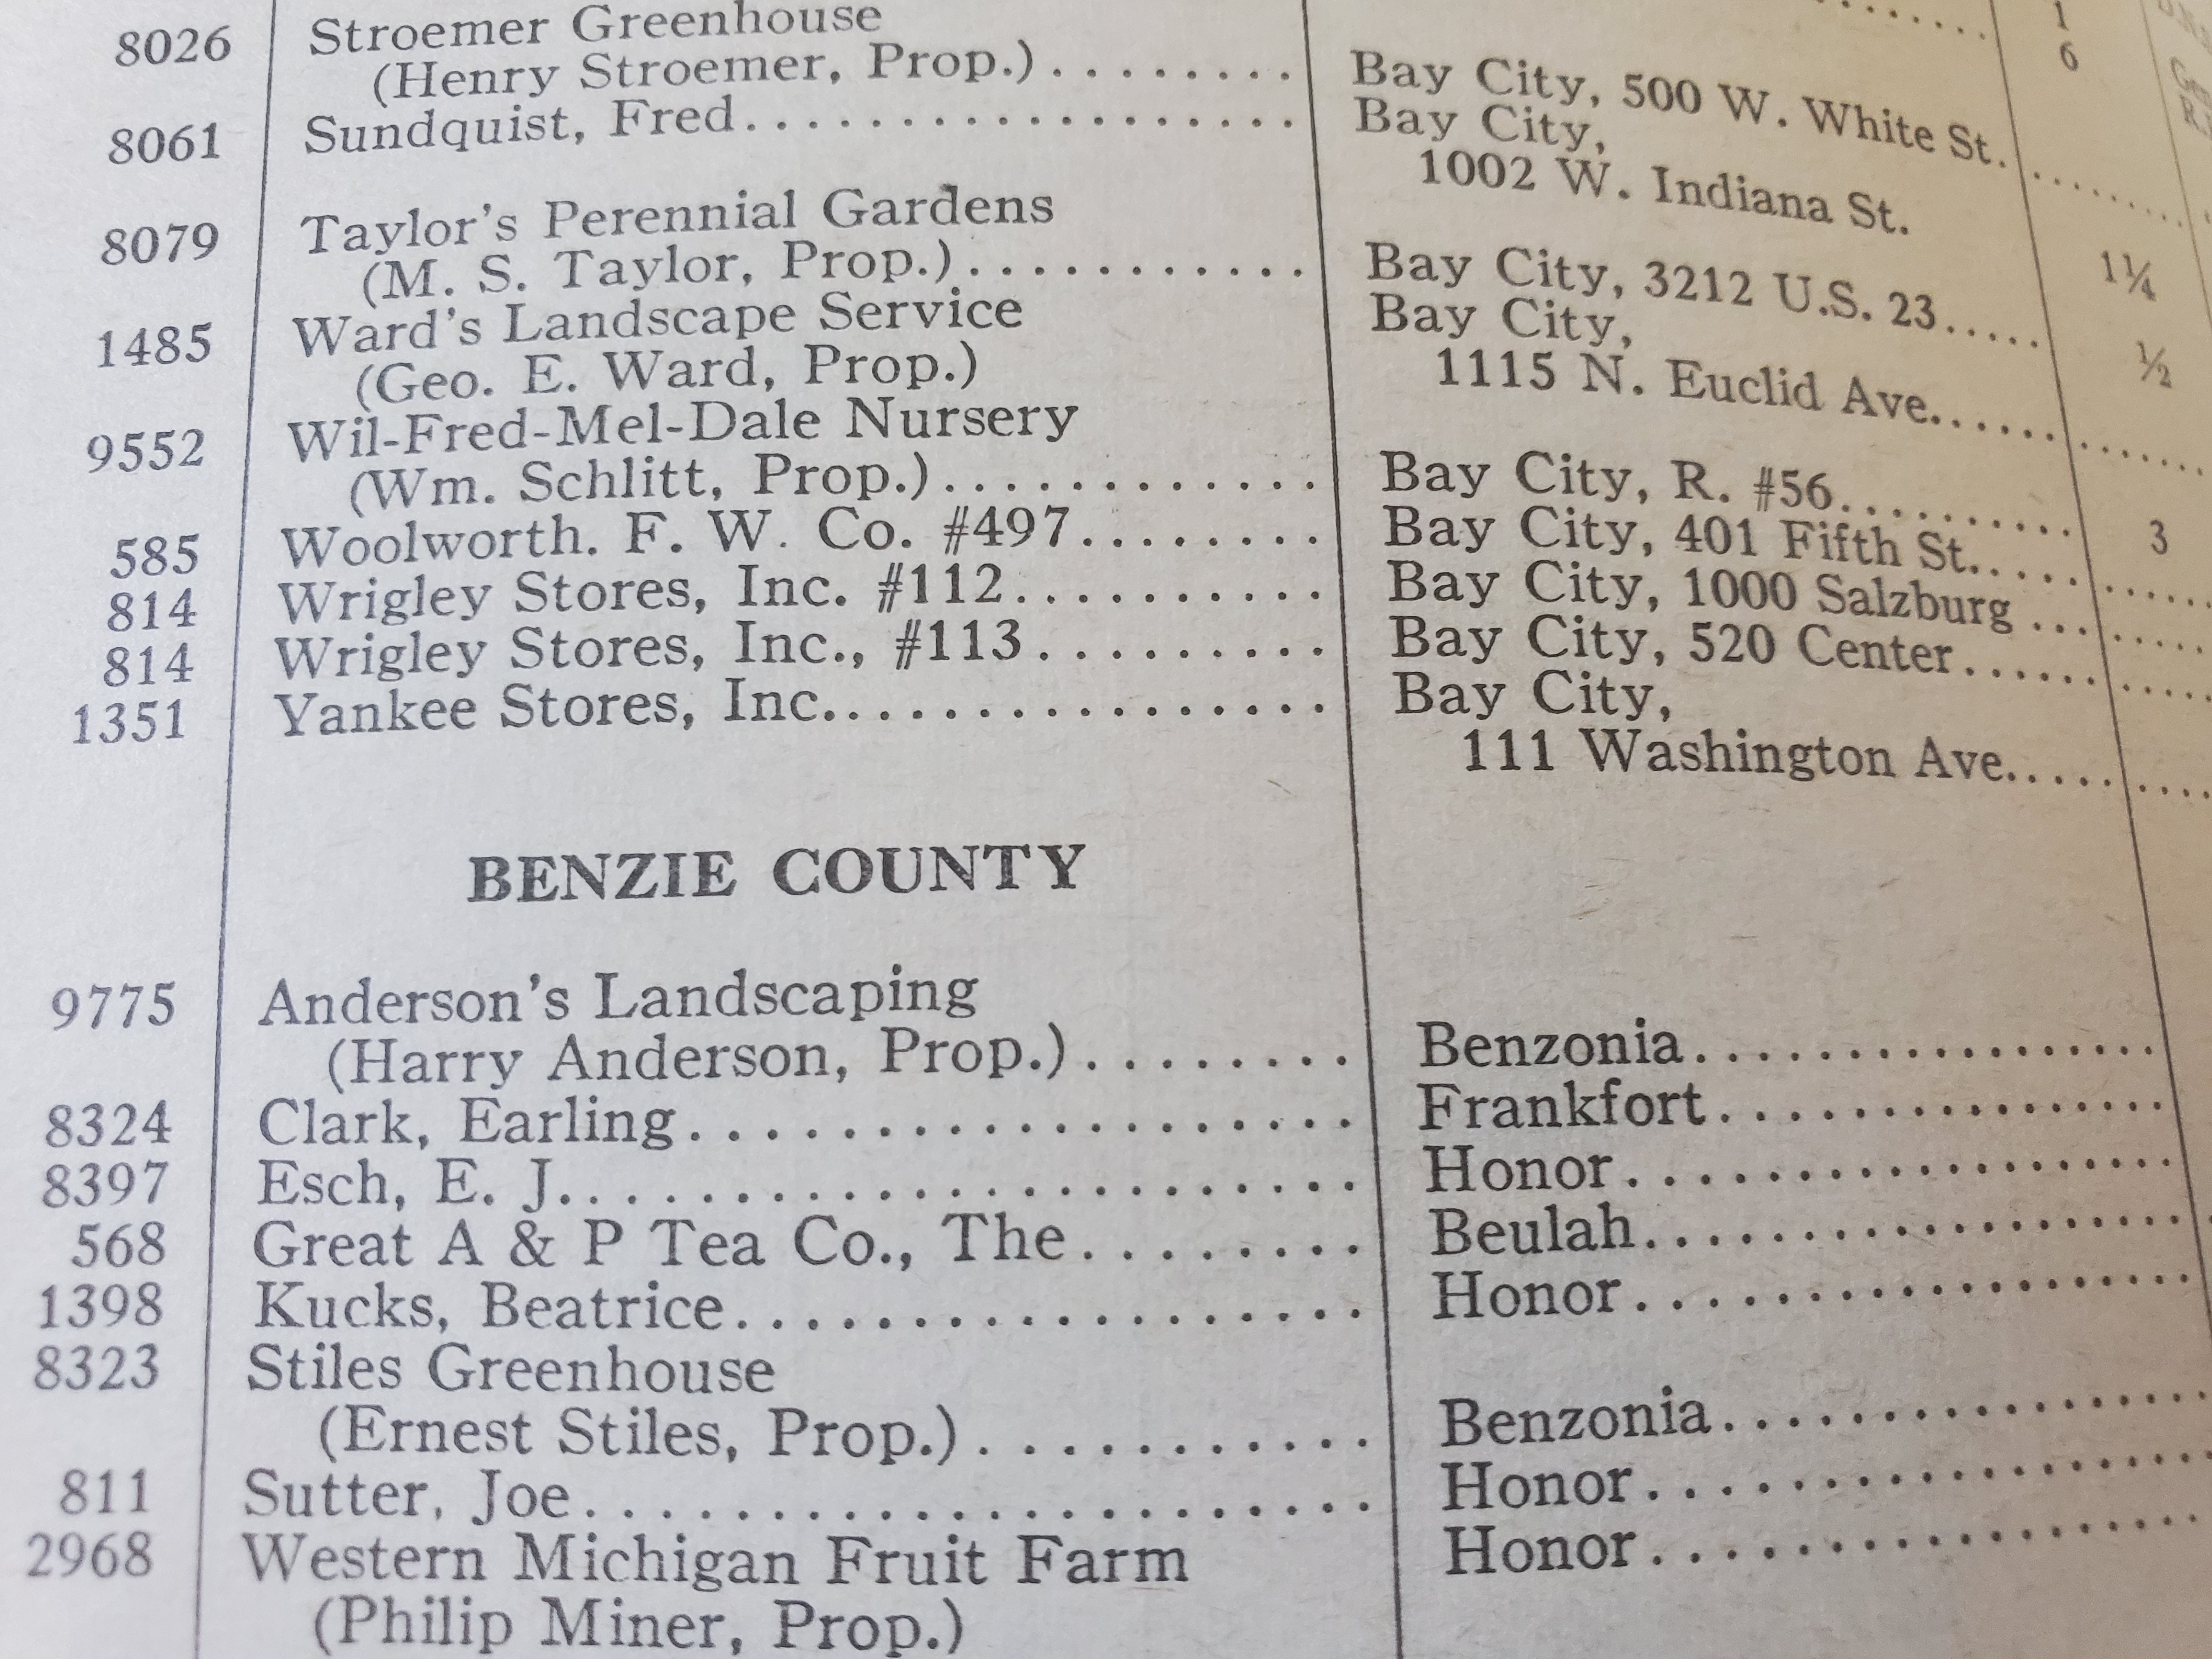 1
8026 Stroemer Greenhouse 6
(Henry Stroemer, Prop.)........ Bay City, 500 W. White St.
8061 Sundquist, Fred.................. Bay City,
1002 W. Indiana St.
8079 Taylor's Perennial Gardens
(M. S. Taylor, Prop.)............ Bay City, 3212 U.S. 23..... 1¼
1485 Ward's Landscape Service Bay City,
(Geo. E. Ward, Prop.) 1115 N. Euclid Ave....... ½
9552 Wil-Fred-Mel-Dale Nursery
(Wm. Schlitt, Prop.)............. Bay City, R. #56.......... 3
585 Woolworth. F. W. Co. #497........ Bay City, 401 Fifth St......
814 Wrigley Stores, Inc. #112........... Bay City, 1000 Salzburg ...
814 Wrigley Stores, Inc., #113.......... Bay City, 520 Center......
1351 Yankee Stores, Inc................. Bay City,
111 Washington Ave......
BENZIE COUNTY
9775 Anderson's Landscaping
(Harry Anderson, Prop.)......... Benzonia..................
8324 Clark, Earling..................... Frankfort.................
8397 Esch, E. J......................... Honor.....................
568 Great A & P Tea Co., The......... Beulah....................
1398 Kucks, Beatrice................... Honor.....................
8323 Stiles Greenhouse
(Ernest Stiles, Prop.)............ Benzonia..................
811 Sutter, Joe........................ Honor.....................
2968 Western Michigan Fruit Farm Honor.....................
(Philip Miner, Prop.)